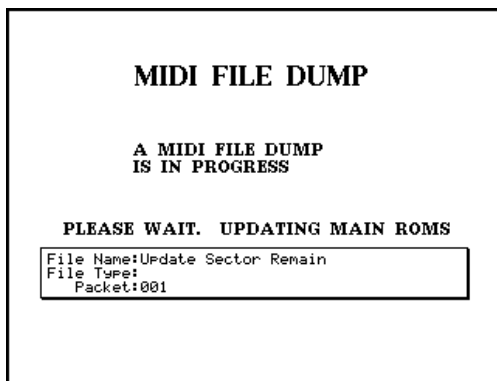 MIDI FILE DUMP
A MIDI FILE DUMP
IS IN PROGRESS
PLEASE WAIT. UPDATING MAIN ROMS
File Name:Update Sector Remain
File Type:
Packet:001